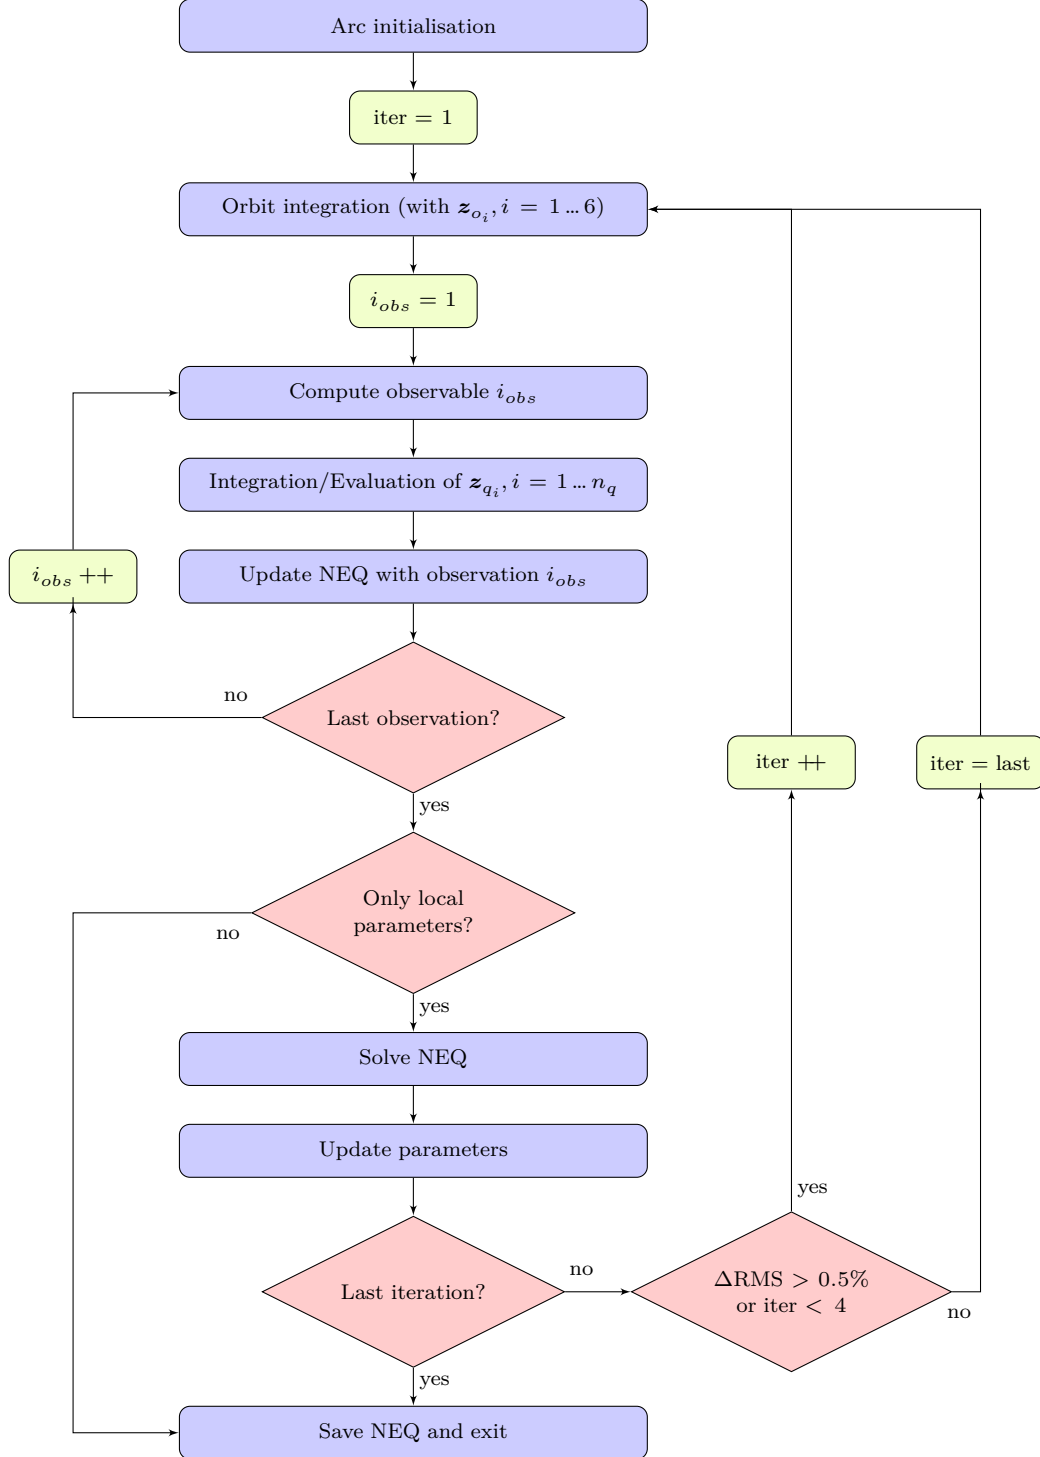 Arc initialisation
iter = 1
Orbit integration (with z_{o_i}, i = 1 … 6)
i_{obs} = 1
Compute observable i_{obs}
Integration/Evaluation of z_{q_i}, i = 1 … n_q
i_{obs} ++
Update NEQ with observation i_{obs}
no
Last observation?
iter ++
iter = last
yes
Only local
parameters?
no
yes
Solve NEQ
Update parameters
yes
Last iteration?
no
ΔRMS > 0.5%
or iter < 4
no
yes
Save NEQ and exit